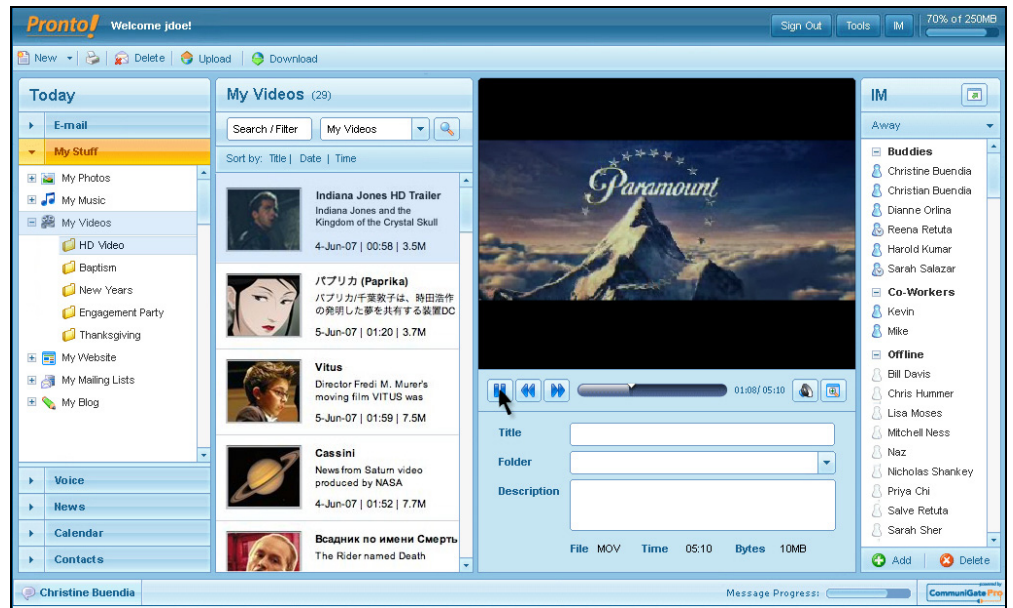 Pronto!
Welcome jdoe!
Sign Out
Tools
IM
70% of 250MB
New
Delete
Upload
Download
Today
E-mail
My Stuff
My Photos
My Music
My Videos
HD Video
Baptism
New Years
Engagement Party
Thanksgiving
My Website
My Mailing Lists
My Blog
Voice
News
Calendar
Contacts
My Videos (29)
Search / Filter
My Videos
Sort by: Title | Date | Time
Indiana Jones HD Trailer
Indiana Jones and the
Kingdom of the Crystal Skull
4-Jun-07 | 00:58 | 3.5M
パプリカ (Paprika)
パプリカ/千葉敦子は、時田浩作
の発明した夢を共有する装置DC
5-Jun-07 | 01:20 | 3.7M
Vitus
Director Fredi M. Murer's
moving film VITUS was
5-Jun-07 | 01:59 | 7.5M
Cassini
News from Saturn video
produced by NASA
4-Jun-07 | 01:52 | 7.7M
Всадник по имени Смерть
The Rider named Death
Paramount
01:08/ 05:10
Title
Folder
Description
File MOV Time 05:10 Bytes 10MB
IM
Away
Buddies
Christine Buendia
Christian Buendia
Dianne Orlina
Reena Retuta
Harold Kumar
Sarah Salazar
Co-Workers
Kevin
Mike
Offline
Bill Davis
Chris Hummer
Lisa Moses
Mitchell Ness
Naz
Nicholas Shankey
Priya Chi
Salve Retuta
Sarah Sher
Add
Delete
Christine Buendia
Message Progress:
powered by
CommuniGate Pro